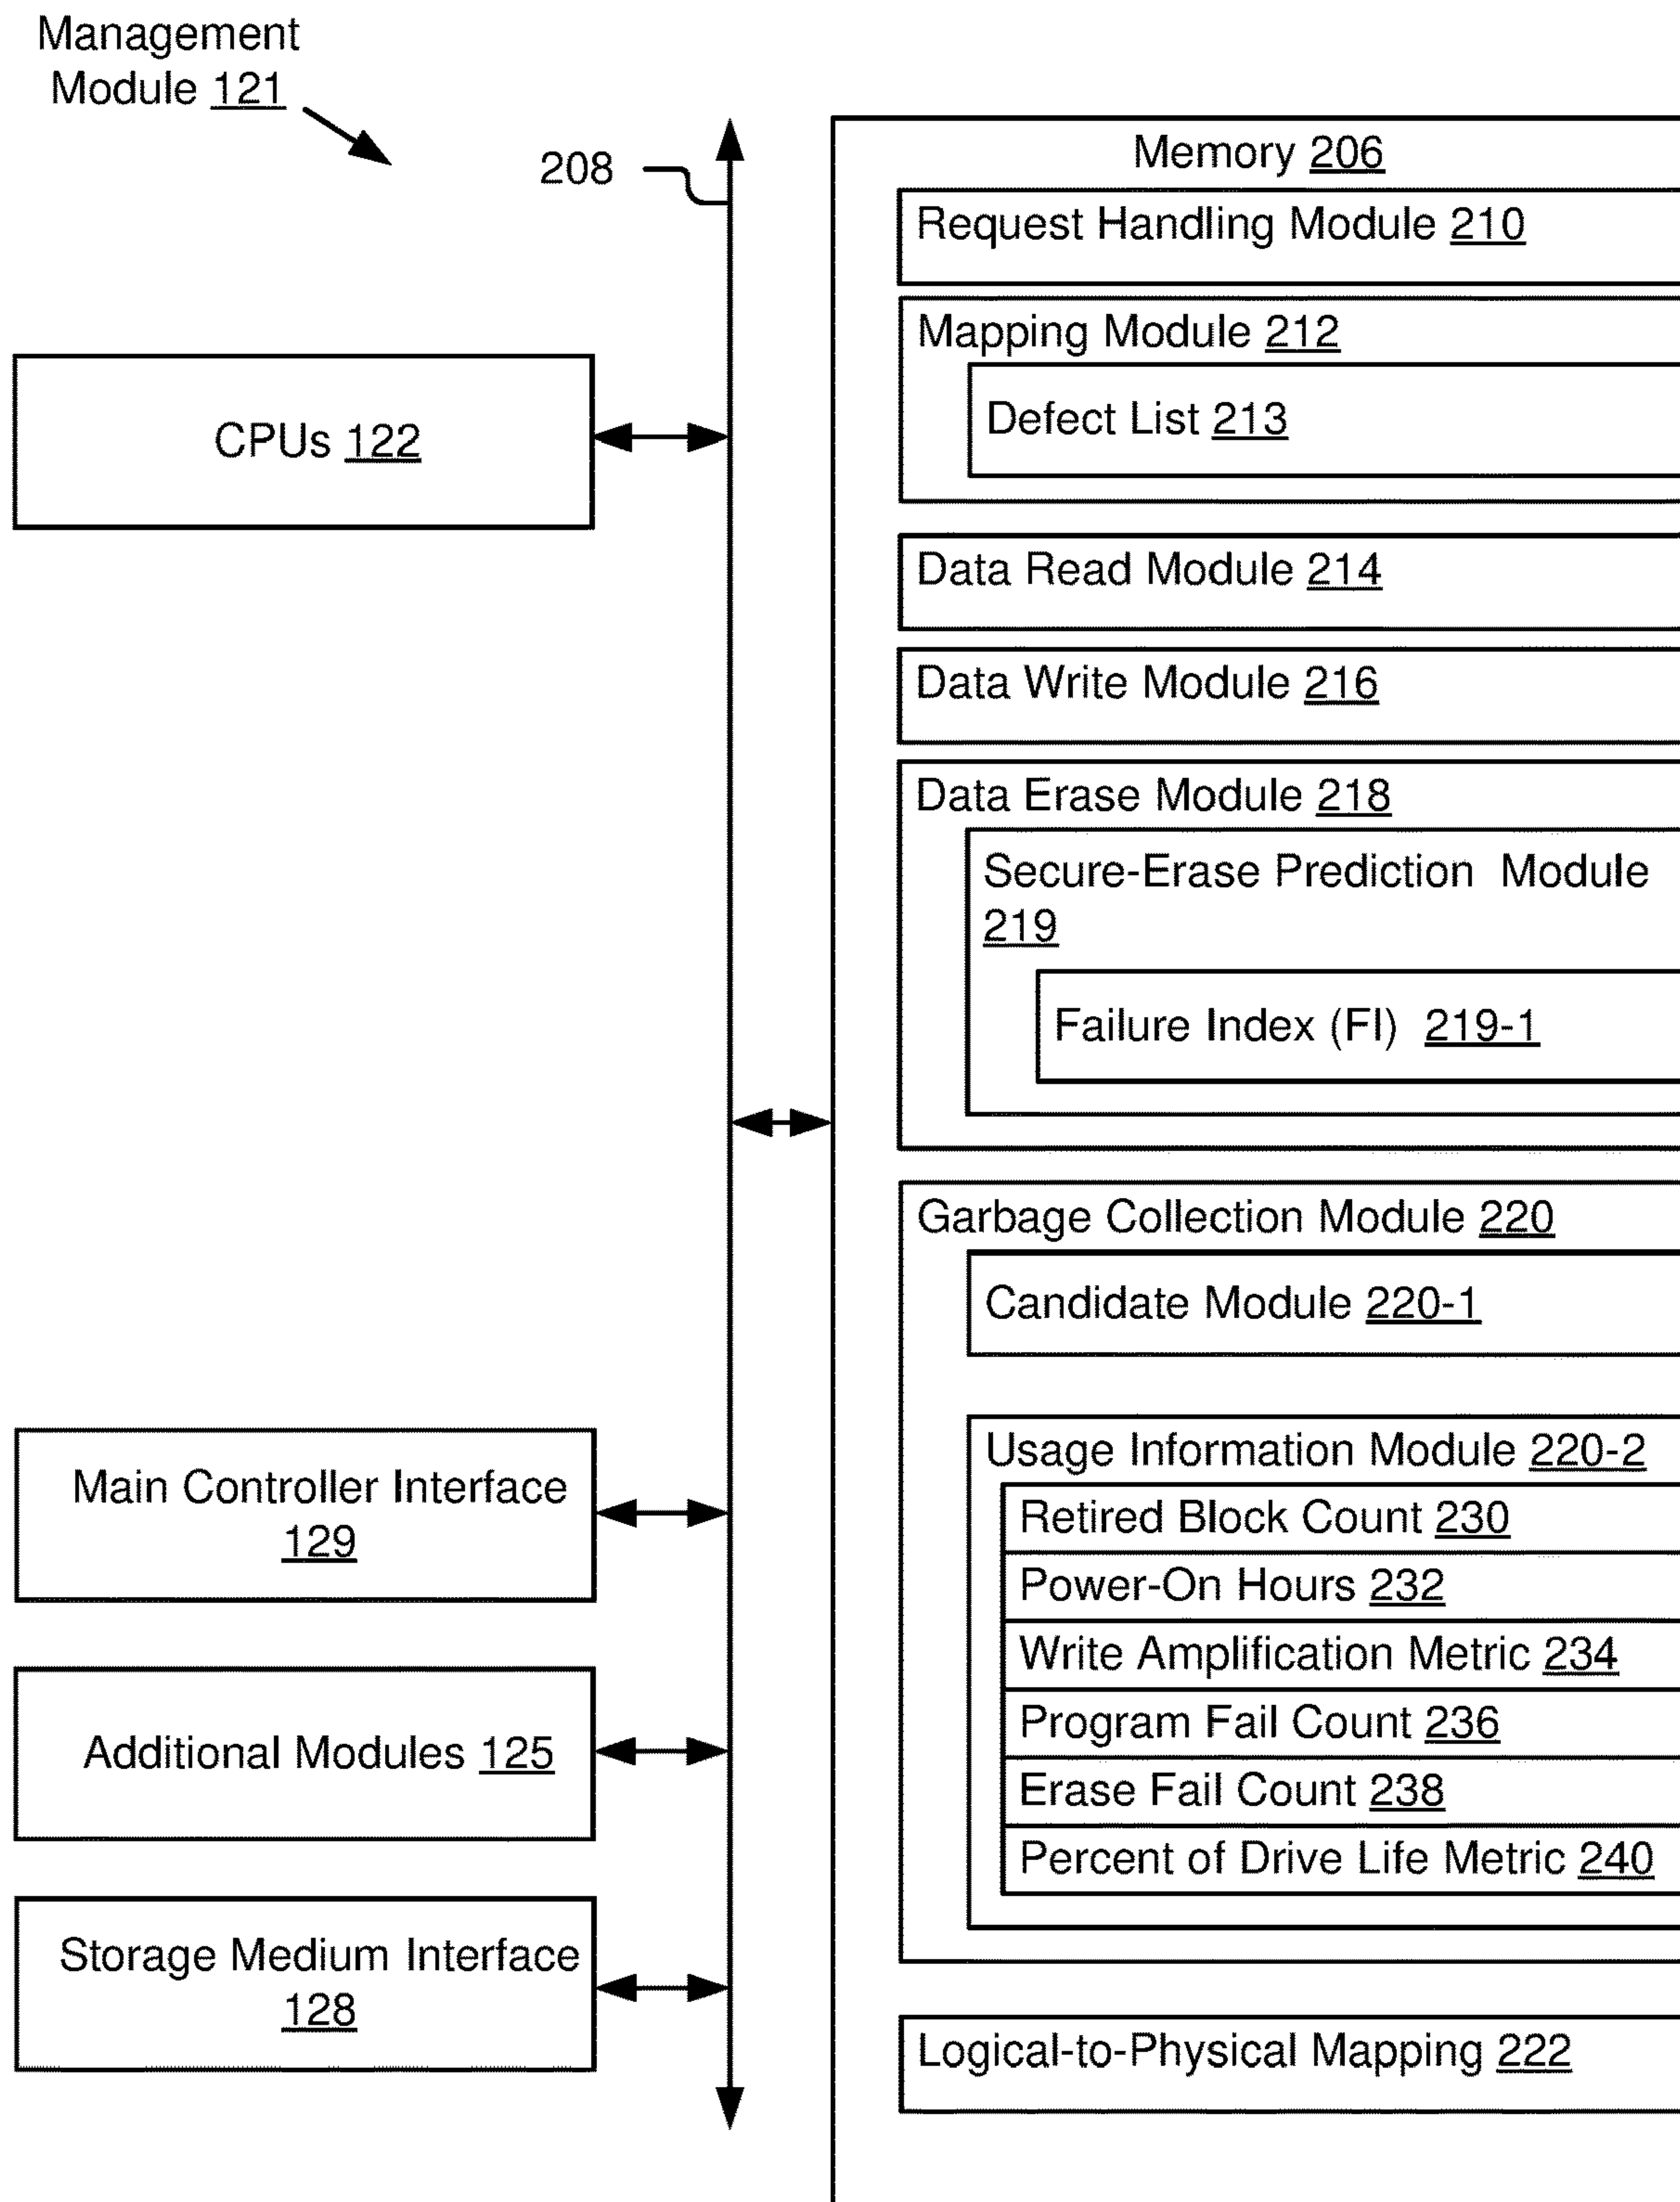 Management
Module 121
208
CPUs 122
Main Controller Interface
129
Additional Modules 125
Storage Medium Interface
128
Memory 206
Request Handling Module 210
Mapping Module 212
Defect List 213
Data Read Module 214
Data Write Module 216
Data Erase Module 218
Secure-Erase Prediction Module
219
Failure Index (FI) 219-1
Garbage Collection Module 220
Candidate Module 220-1
Usage Information Module 220-2
Retired Block Count 230
Power-On Hours 232
Write Amplification Metric 234
Program Fail Count 236
Erase Fail Count 238
Percent of Drive Life Metric 240
Logical-to-Physical Mapping 222